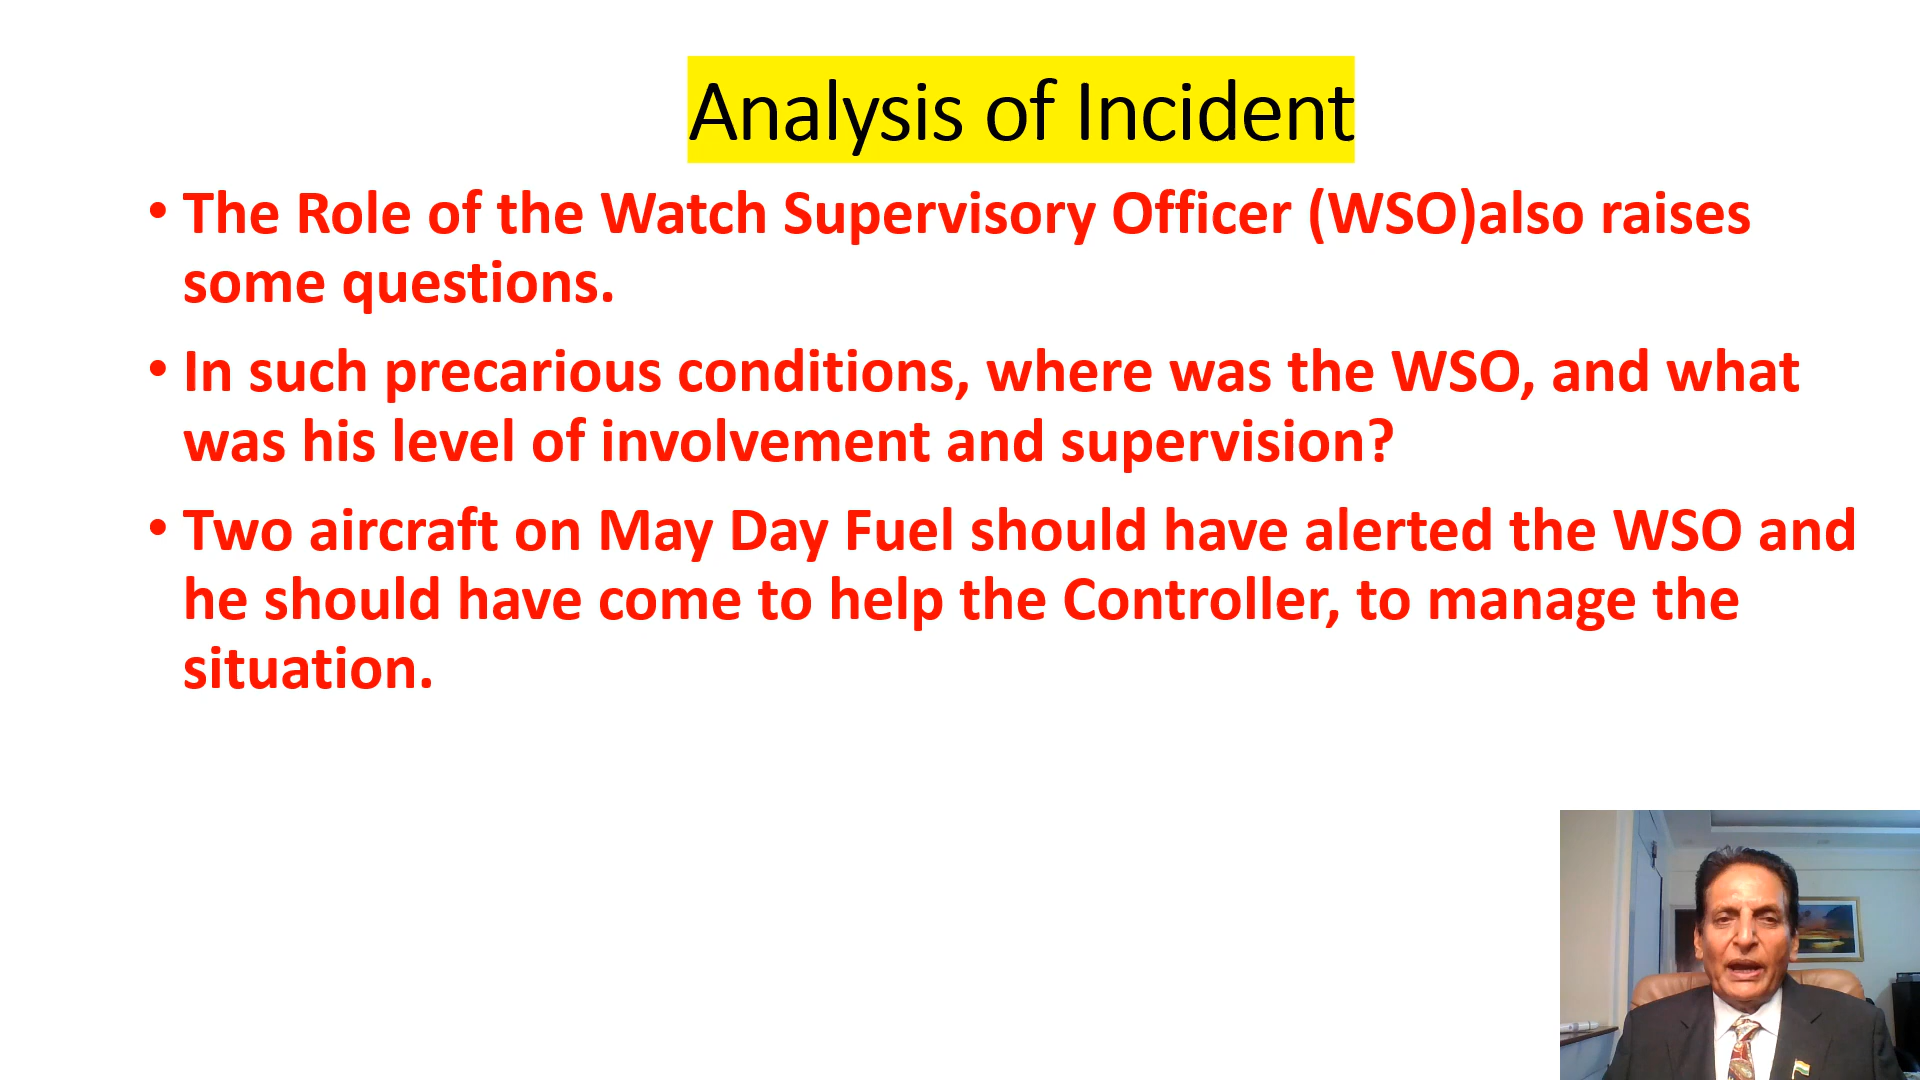 Analysis of Incident
• The Role of the Watch Supervisory Officer (WSO)also raises
some questions.
• In such precarious conditions, where was the WSO, and what
was his level of involvement and supervision?
• Two aircraft on May Day Fuel should have alerted the WSO and
he should have come to help the Controller, to manage the
situation.